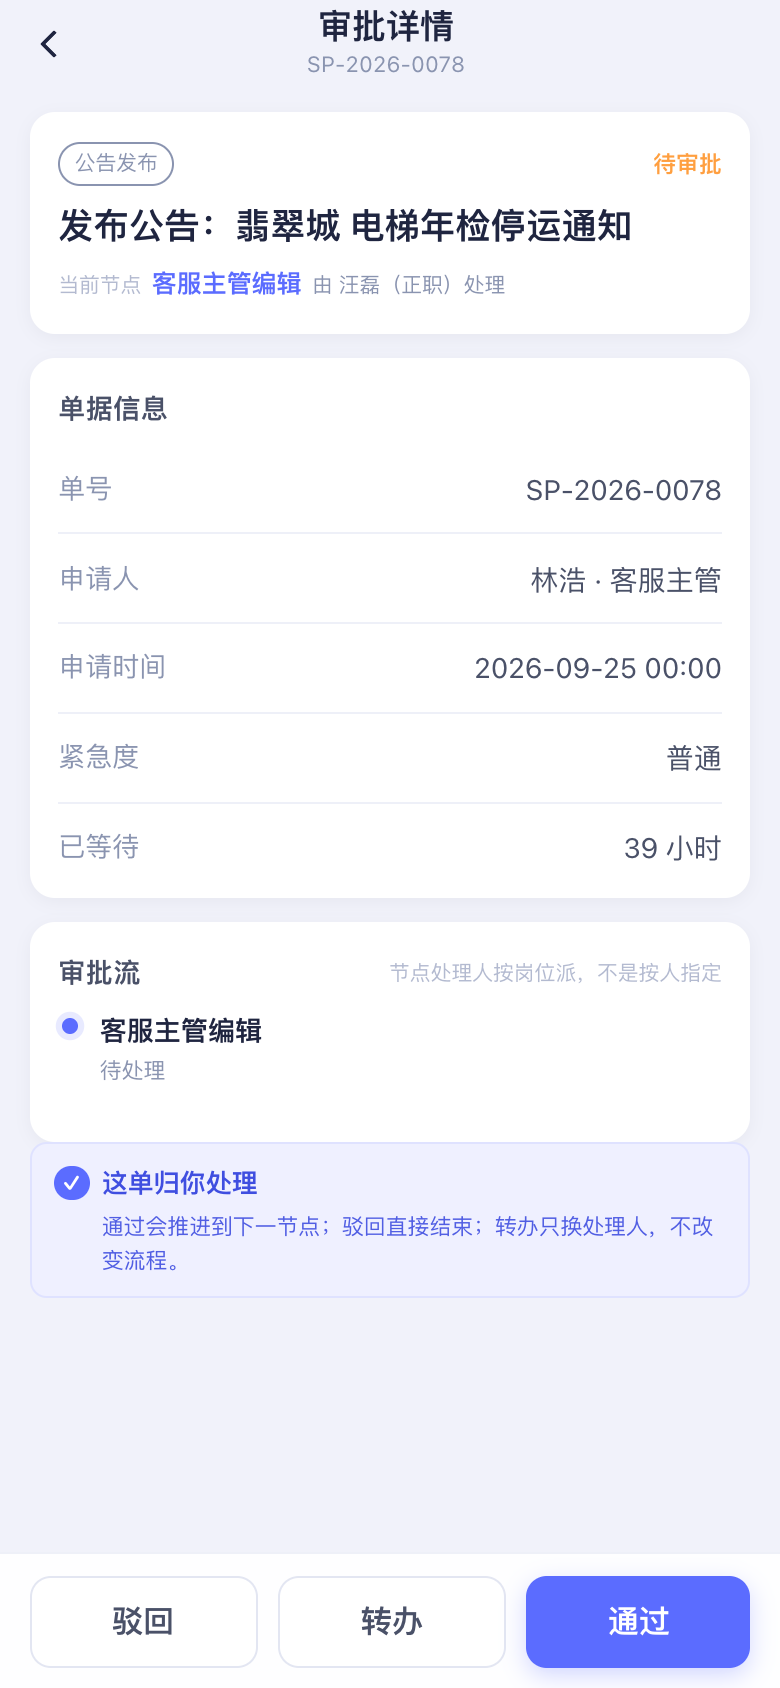 审批详情
SP-2026-0078
公告发布
待审批
发布公告：翡翠城 电梯年检停运通知
当前节点 客服主管编辑 由 汪磊（正职）处理
单据信息
单号 SP-2026-0078
申请人 林浩 · 客服主管
申请时间 2026-09-25 00:00
紧急度 普通
已等待 39 小时
审批流 节点处理人按岗位派，不是按人指定
客服主管编辑
待处理
这单归你处理
通过会推进到下一节点；驳回直接结束；转办只换处理人，不改
变流程。
驳回 转办 通过